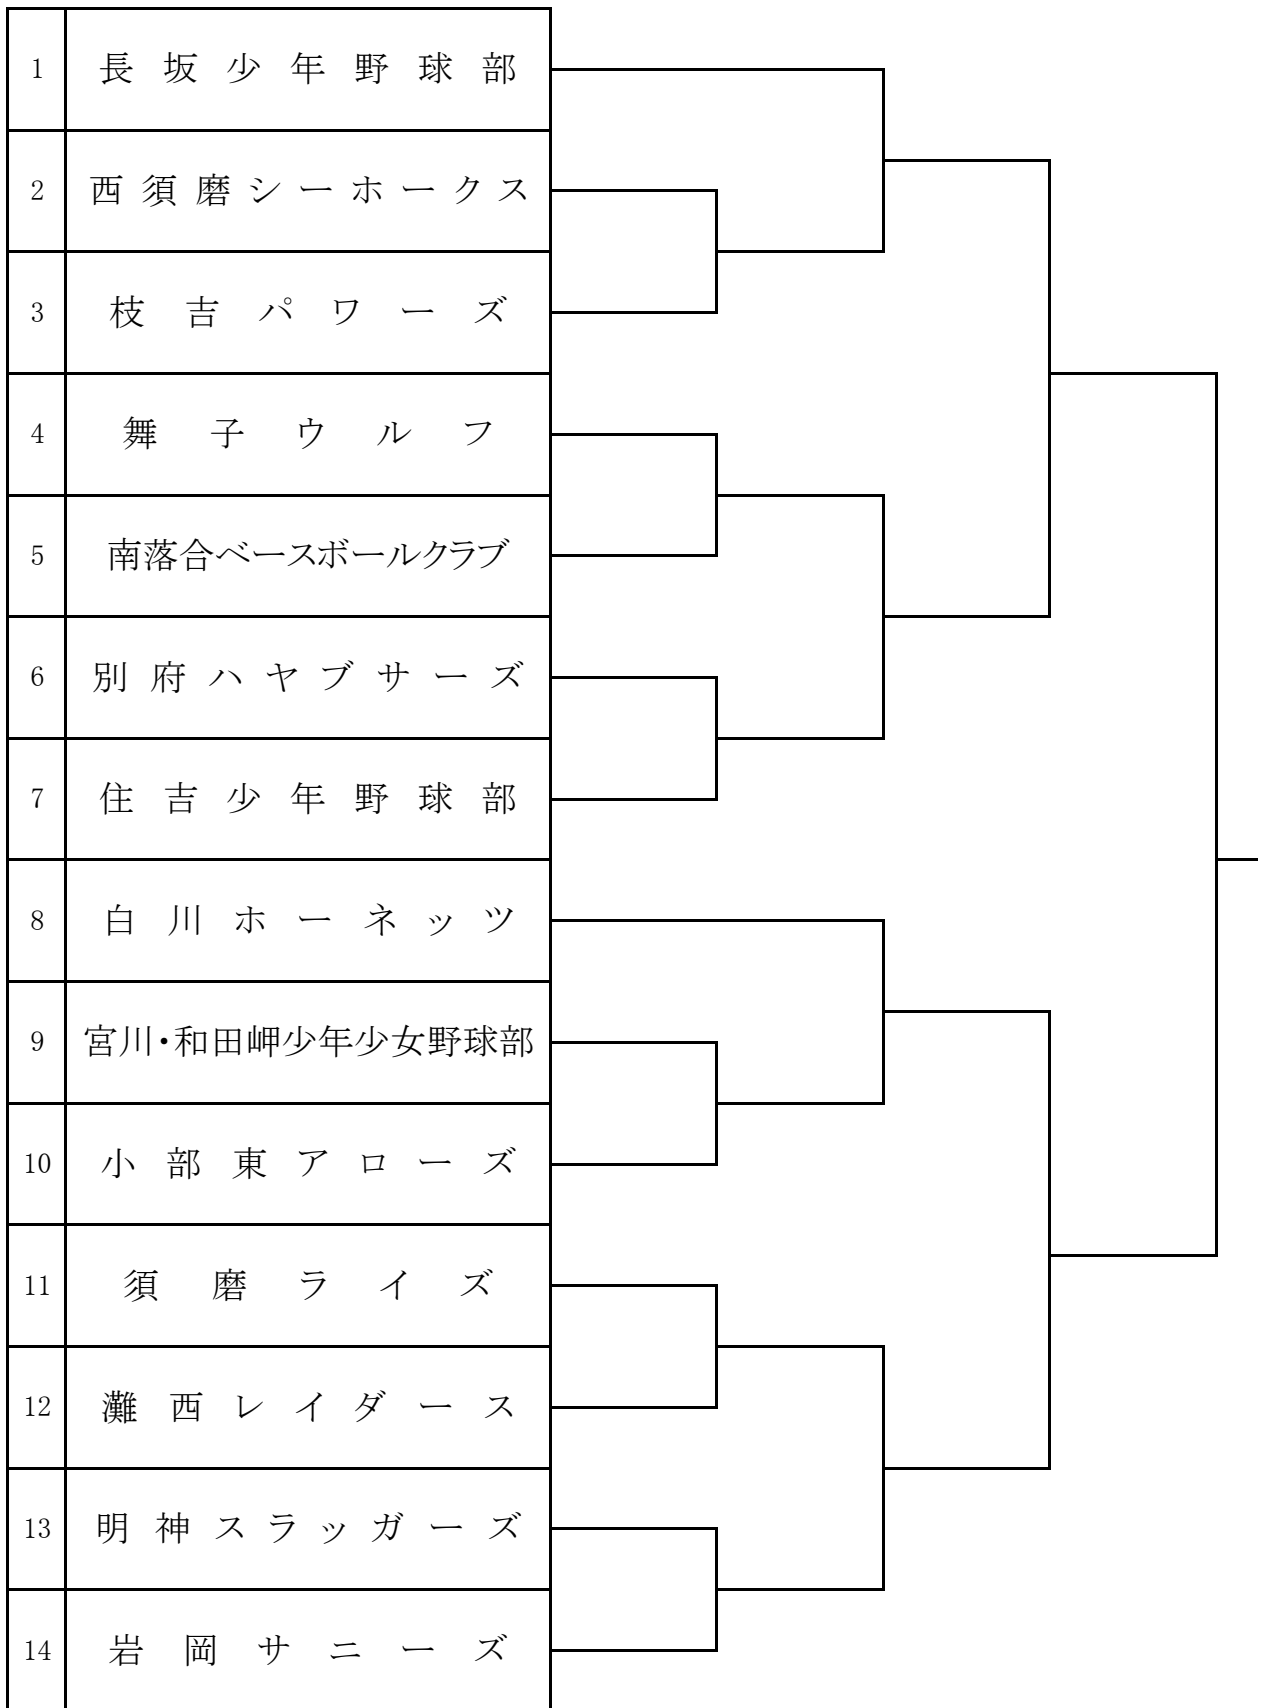 1 長坂少年野球部
2 西須磨シーホークス
3 枝吉パワーズ
4 舞子ウルフ
5 南落合ベースボールクラブ
6 別府ハヤブサーズ
7 住吉少年野球部
8 白川ホーネッツ
9 宮川・和田岬少年少女野球部
10 小部東アローズ
11 須磨ライズ
12 灘西レイダース
13 明神スラッガーズ
14 岩岡サニーズ